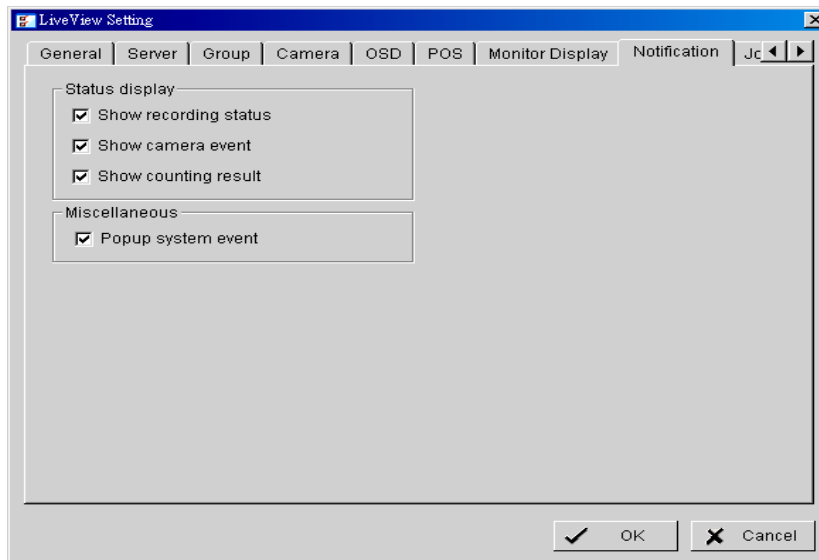 LiveView Setting
General Server Group Camera OSD POS Monitor Display Notification
Status display
Show recording status
Show camera event
Show counting result
Miscellaneous
Popup system event
OK Cancel